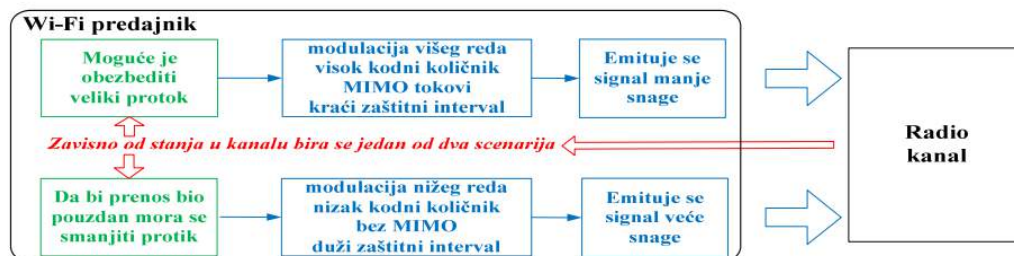 Wi-Fi predajnik
Moguće je
obezbediti
veliki protok
modulacija višeg reda
visok kodni količnik
MIMO tokovi
kraći zaštitni interval
Emituje se
signal manje
snage
Zavisno od stanja u kanalu bira se jedan od dva scenarija
Radio
kanal
Da bi prenos bio
pouzdan mora se
smanjiti protik
modulacija nižeg reda
nizak kodni količnik
bez MIMO
duži zaštitni interval
Emituje se
signal veće
snage